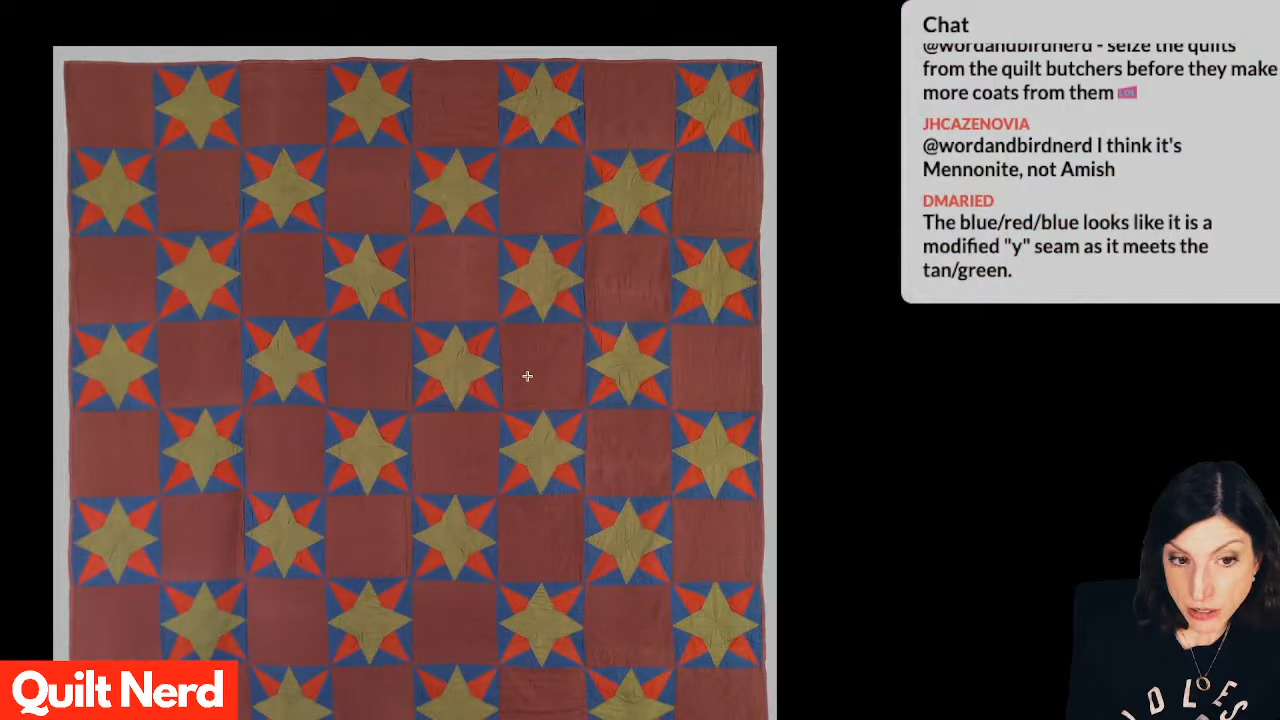 Chat
@wordandbirdnerd - seize the quilts
from the quilt butchers before they make
more coats from them LOL
JHCAZENOVIA
@wordandbirdnerd I think it's
Mennonite, not Amish
DMARIED
The blue/red/blue looks like it is a
modified "y" seam as it meets the
tan/green.
Quilt Nerd